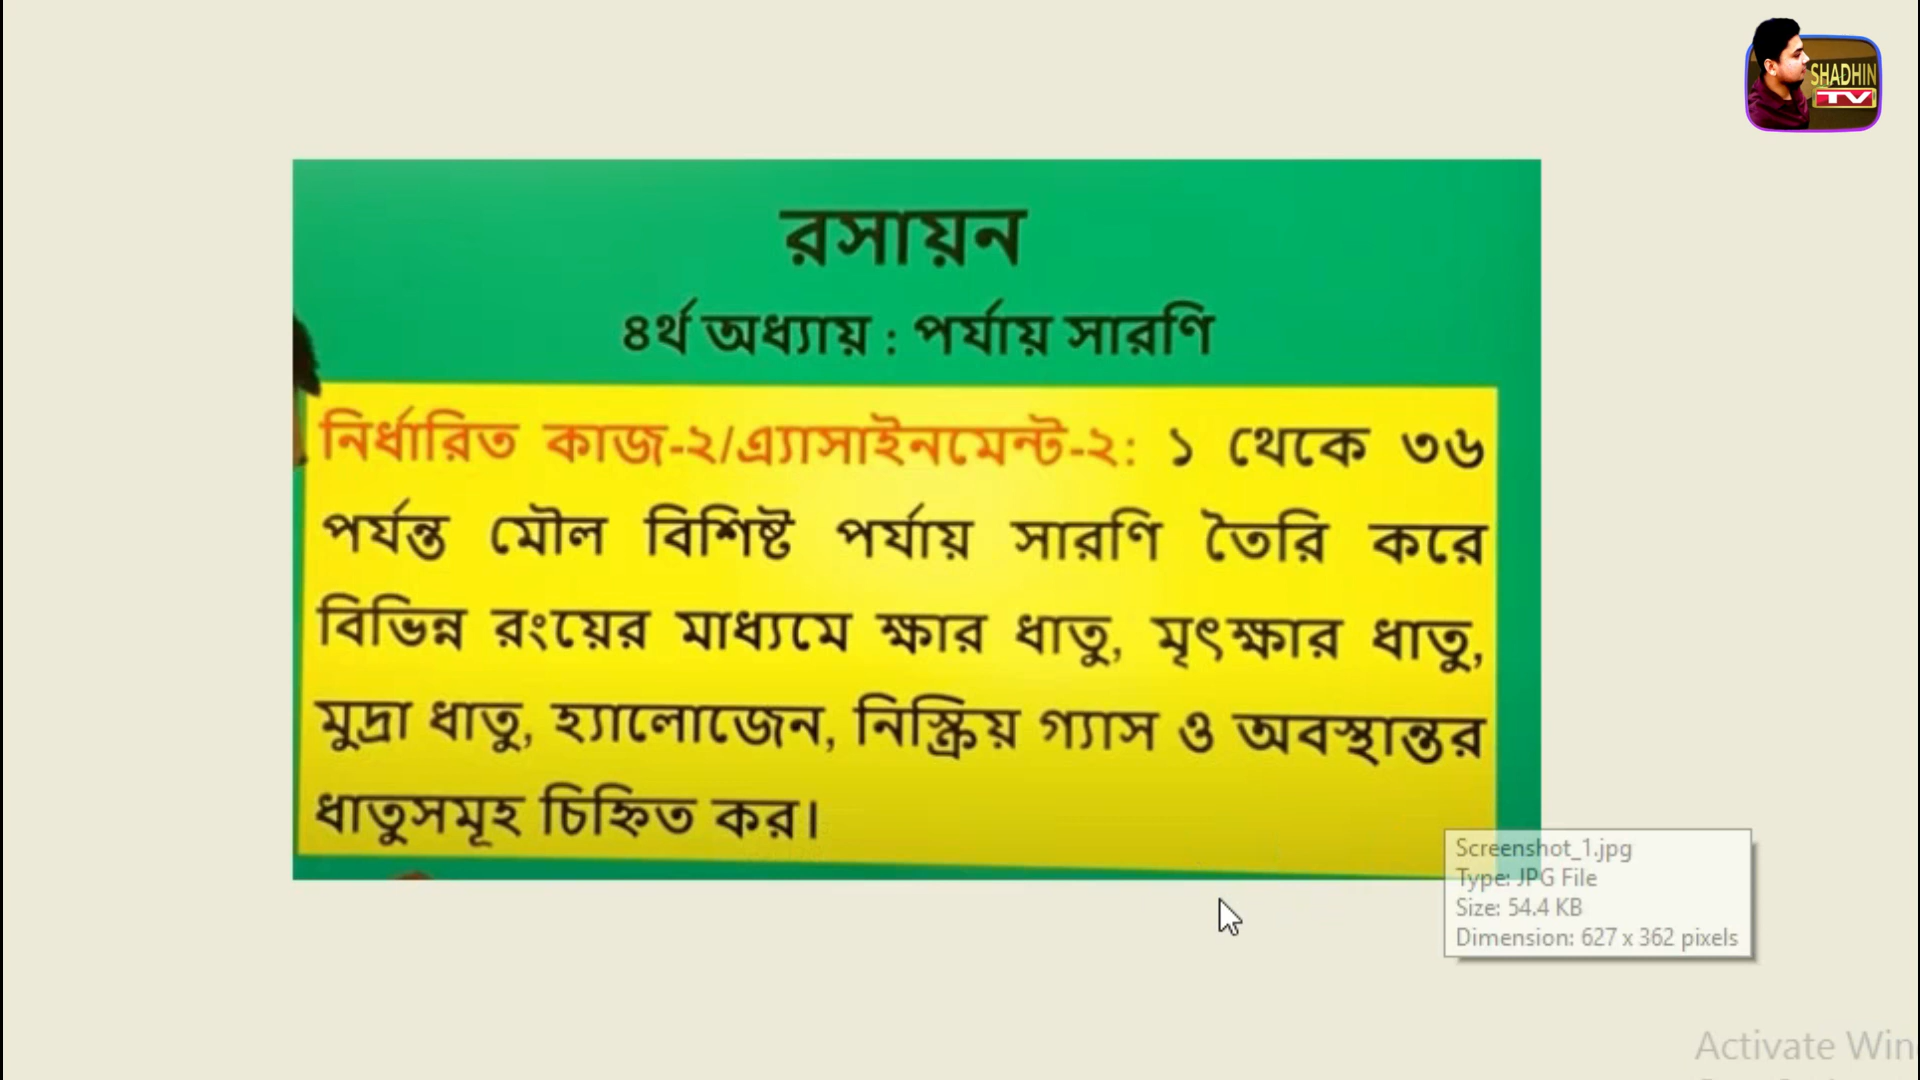 SHADHIN
TV
রসায়ন
৪র্থ অধ্যায় : পর্যায় সারণি
নির্ধারিত কাজ-২/এ্যাসাইনমেন্ট-২: ১ থেকে ৩৬
পর্যন্ত মৌল বিশিষ্ট পর্যায় সারণি তৈরি করে
বিভিন্ন রংয়ের মাধ্যমে ক্ষার ধাতু, মৃৎক্ষার ধাতু,
মুদ্রা ধাতু, হ্যালোজেন, নিস্ক্রিয় গ্যাস ও অবস্থান্তর
ধাতুসমূহ চিহ্নিত কর।
Screenshot_1.jpg
Type: JPG File
Size: 54.4 KB
Dimension: 627 x 362 pixels
Activate Win